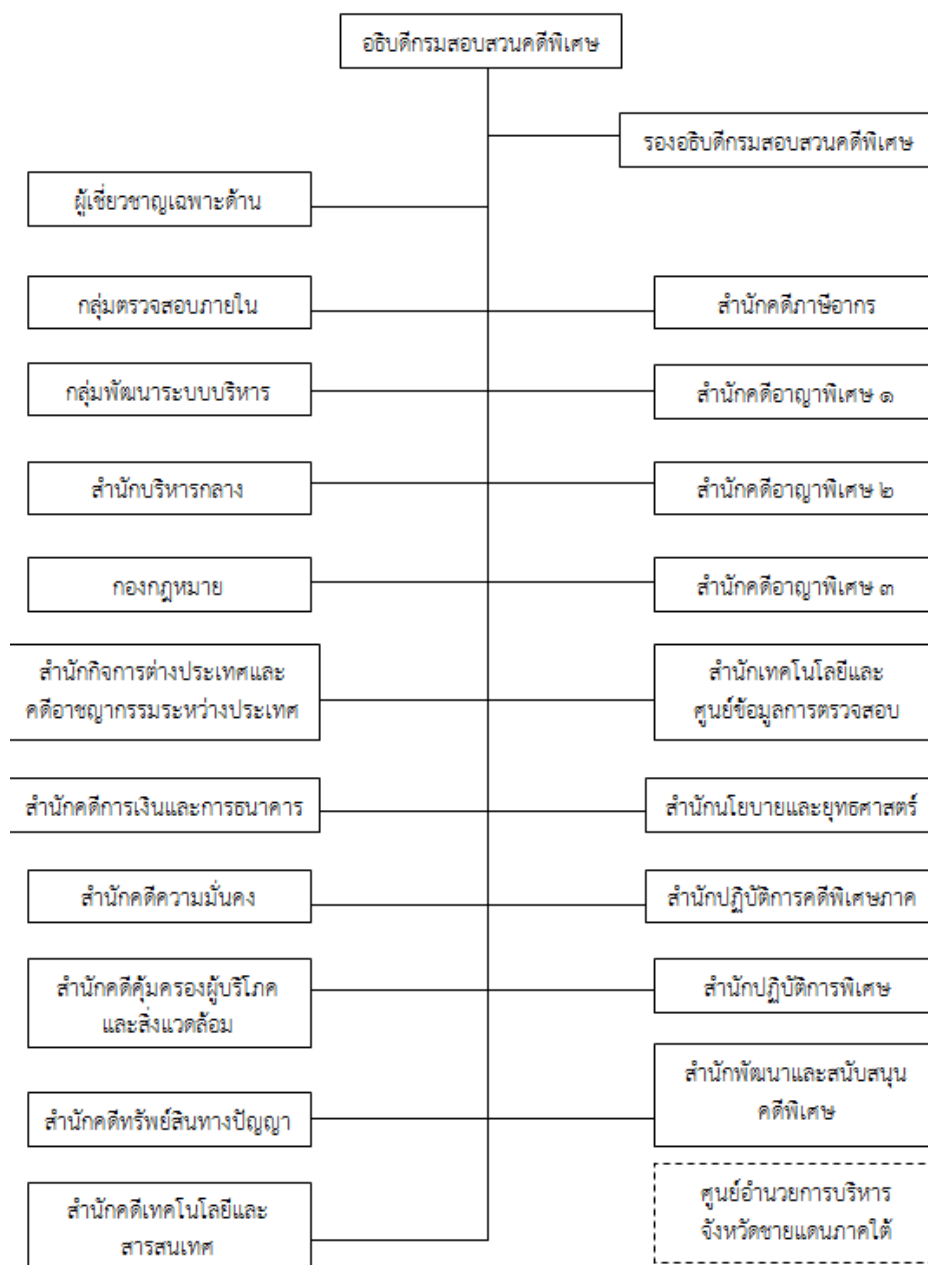 อธิบดีกรมสอบสวนคดีพิเศษ
รองอธิบดีกรมสอบสวนคดีพิเศษ
ผู้เชี่ยวชาญเฉพาะด้าน
กลุ่มตรวจสอบภายใน
สำนักคดีภาษีอากร
กลุ่มพัฒนาระบบบริหาร
สำนักคดีอาญาพิเศษ ๑
สำนักบริหารกลาง
สำนักคดีอาญาพิเศษ ๒
กองกฎหมาย
สำนักคดีอาญาพิเศษ ๓
สำนักกิจการต่างประเทศและ
คดีอาชญากรรมระหว่างประเทศ
สำนักเทคโนโลยีและ
ศูนย์ข้อมูลการตรวจสอบ
สำนักคดีการเงินและการธนาคาร
สำนักนโยบายและยุทธศาสตร์
สำนักคดีความมั่นคง
สำนักปฏิบัติการคดีพิเศษภาค
สำนักคดีคุ้มครองผู้บริโภค
และสิ่งแวดล้อม
สำนักปฏิบัติการพิเศษ
สำนักคดีทรัพย์สินทางปัญญา
สำนักพัฒนาและสนับสนุน
คดีพิเศษ
สำนักคดีเทคโนโลยีและ
สารสนเทศ
ศูนย์อำนวยการบริหาร
จังหวัดชายแดนภาคใต้